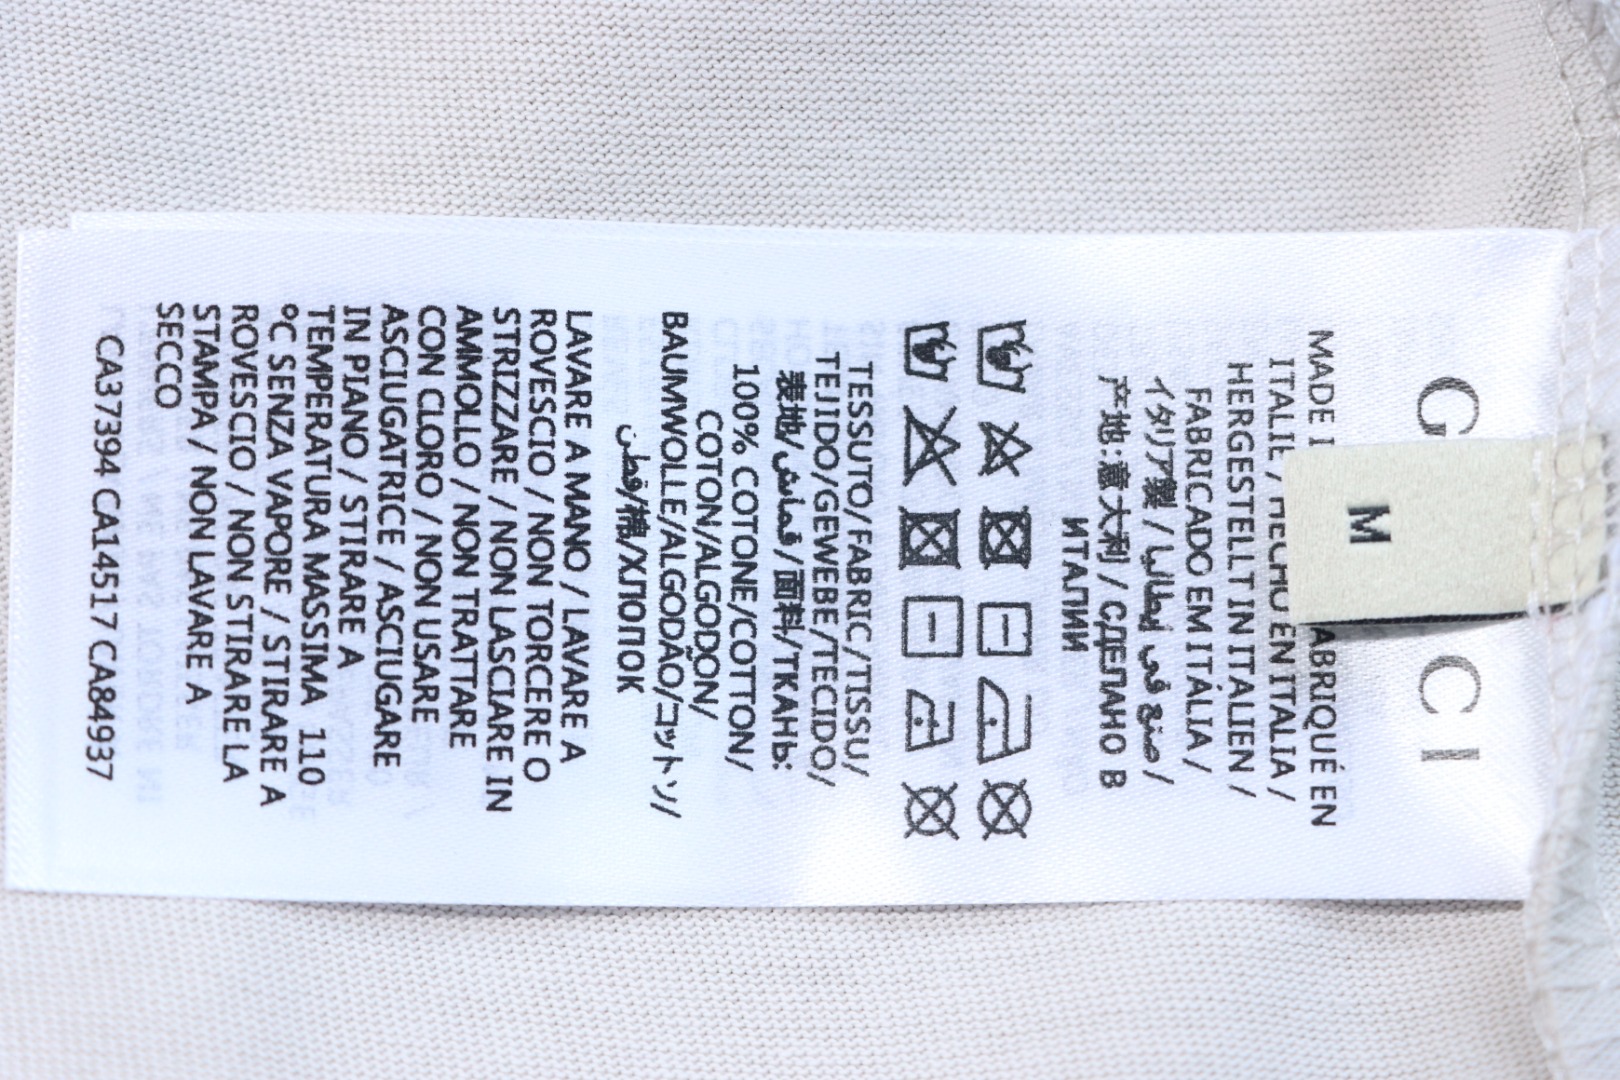 G CI
M
MADE I ABRIQUÉ EN
ITALIE / HECHO EN ITALIA /
HERGESTELLT IN ITALIEN /
FABRICADO EM ITÁLIA /
イタリア製 / صنع في إيطاليا /
产地:意大利 / СДЕЛАНО В
ИТАЛИИ
TESSUTO/FABRIC/TISSU/
TEJIDO/GEWEBE/TECIDO/
表地/قماش/面料/ТКАНЬ:
100% COTONE/COTTON/
COTON/ALGODÓN/
BAUMWOLLE/ALGODÃO/コットン/
قطن/棉/ХЛОПОК
LAVARE A MANO / LAVARE A
ROVESCIO / NON TORCERE O
STRIZZARE / NON LASCIARE IN
AMMOLLO / NON TRATTARE
CON CLORO / NON USARE
ASCIUGATRICE / ASCIUGARE
IN PIANO / STIRARE A
TEMPERATURA MASSIMA 110
°C SENZA VAPORE / STIRARE A
ROVESCIO / NON STIRARE LA
STAMPA / NON LAVARE A
SECCO
CA37394 CA14517 CA84937